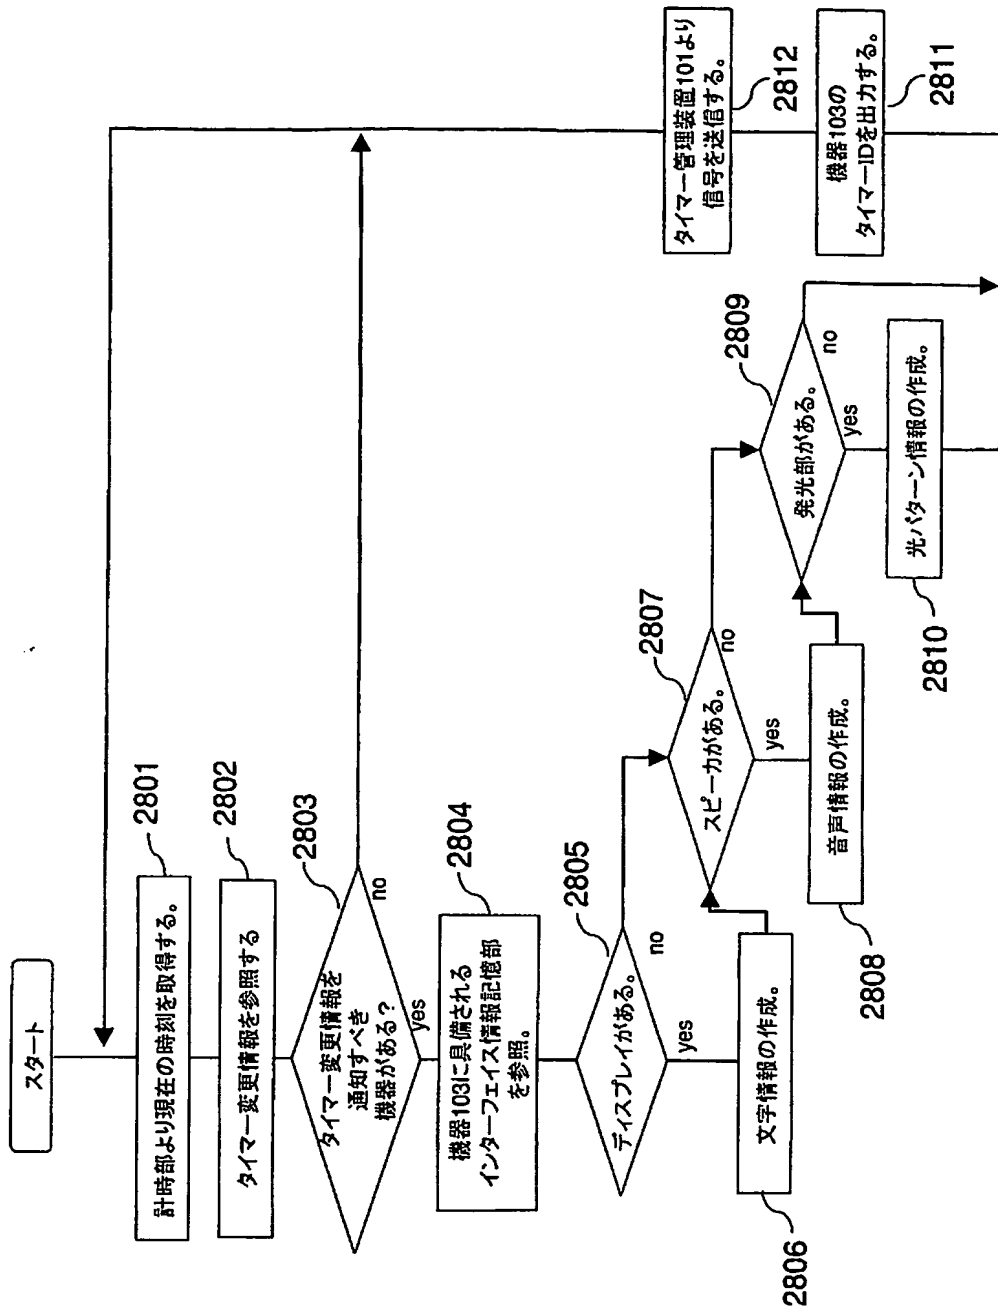 スタート
計時部より現在の時刻を取得する。
2801
タイマー変更情報を参照する
2802
タイマー変更情報を
通知すべき
機器がある?
2803
no
yes
機器103に具備される
インターフェイス情報記憶部
を参照。
2804
ディスプレイがある。
2805
no
yes
文字情報の作成。
2806
スピーカがある。
2807
no
yes
音声情報の作成。
2808
発光部がある。
2809
no
yes
光パターン情報の作成。
2810
機器103の
タイマーIDを出力する。
2811
タイマー管理装置101より
信号を送信する。
2812